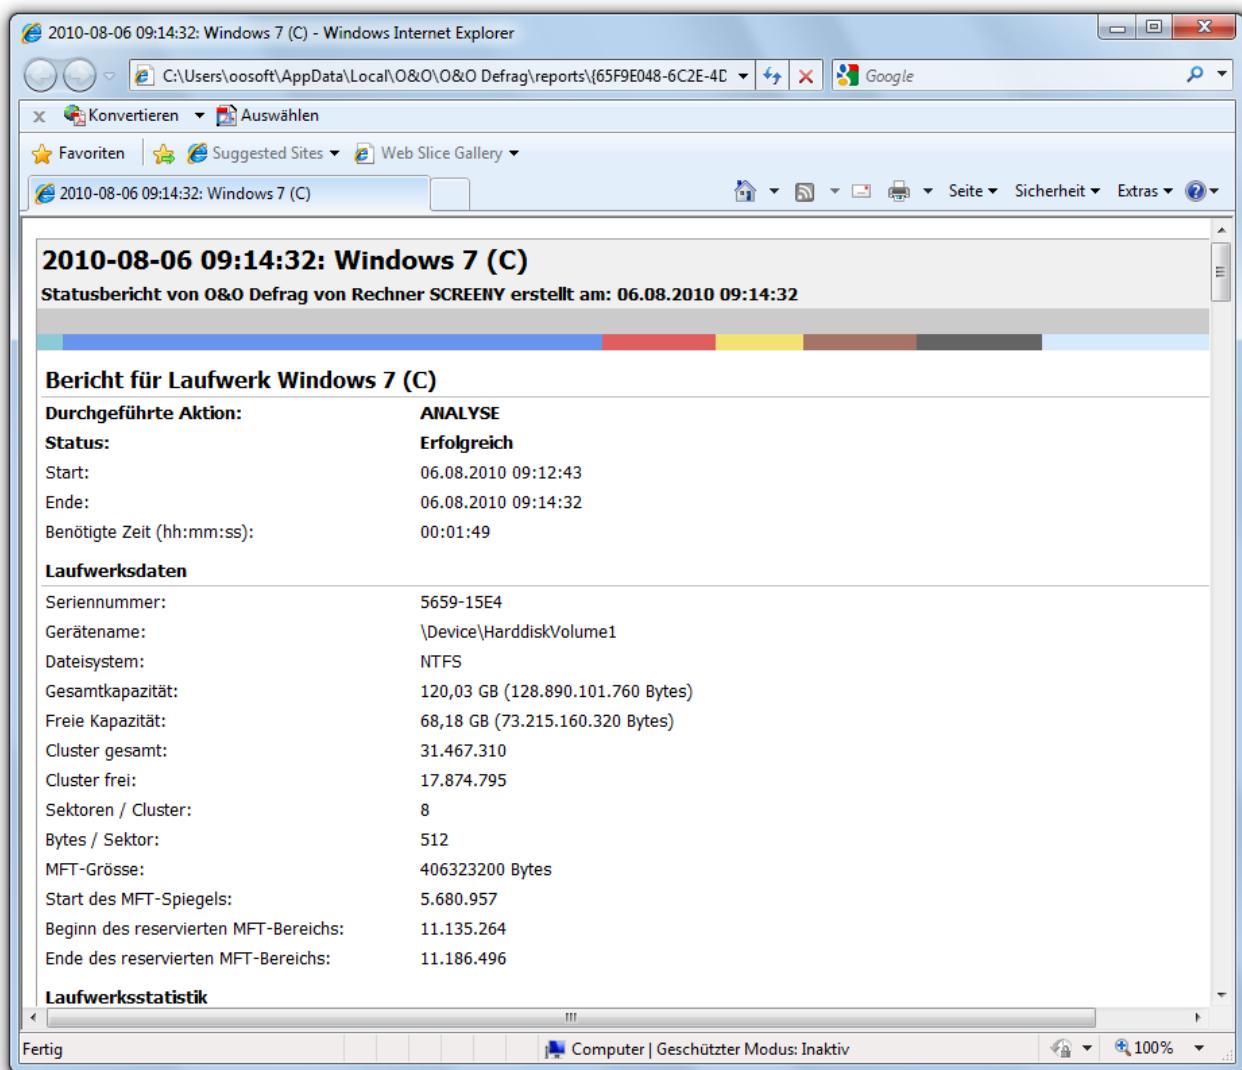 2010-08-06 09:14:32: Windows 7 (C) - Windows Internet Explorer
C:\Users\oosoft\AppData\Local\O&O\O&O Defrag\reports\{65F9E048-6C2E-4D
Google
x Konvertieren Auswählen
Favoriten Suggested Sites Web Slice Gallery
2010-08-06 09:14:32: Windows 7 (C) Seite Sicherheit Extras
2010-08-06 09:14:32: Windows 7 (C)
Statusbericht von O&O Defrag von Rechner SCREENY erstellt am: 06.08.2010 09:14:32
Bericht für Laufwerk Windows 7 (C)
Durchgeführte Aktion: ANALYSE
Status: Erfolgreich
Start: 06.08.2010 09:12:43
Ende: 06.08.2010 09:14:32
Benötigte Zeit (hh:mm:ss): 00:01:49
Laufwerksdaten
Seriennummer: 5659-15E4
Gerätename: \Device\HarddiskVolume1
Dateisystem: NTFS
Gesamtkapazität: 120,03 GB (128.890.101.760 Bytes)
Freie Kapazität: 68,18 GB (73.215.160.320 Bytes)
Cluster gesamt: 31.467.310
Cluster frei: 17.874.795
Sektoren / Cluster: 8
Bytes / Sektor: 512
MFT-Grösse: 406323200 Bytes
Start des MFT-Spiegels: 5.680.957
Beginn des reservierten MFT-Bereichs: 11.135.264
Ende des reservierten MFT-Bereichs: 11.186.496
Laufwerksstatistik
Fertig Computer | Geschützter Modus: Inaktiv 100%